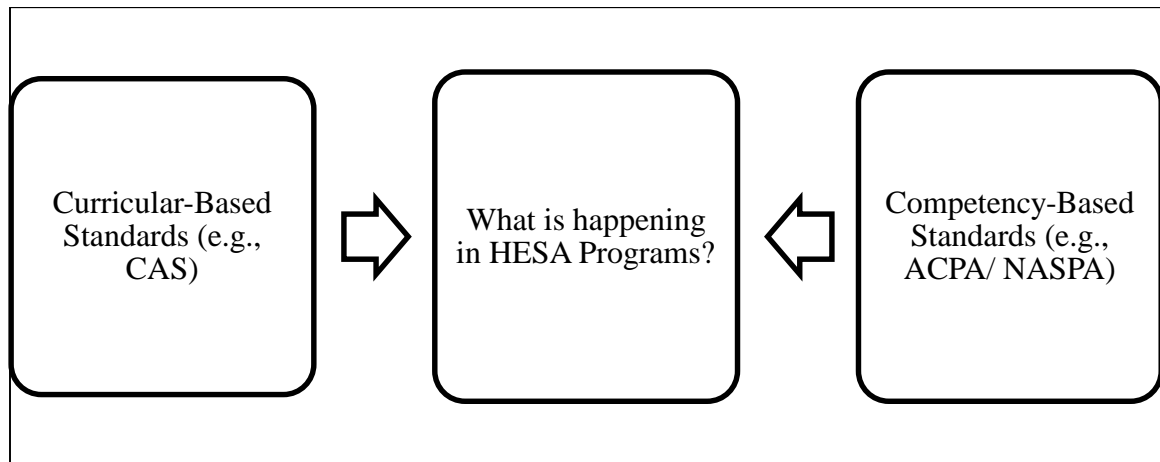 Curricular-Based
Standards (e.g.,
CAS)
What is happening
in HESA Programs?
Competency-Based
Standards (e.g.,
ACPA/ NASPA)